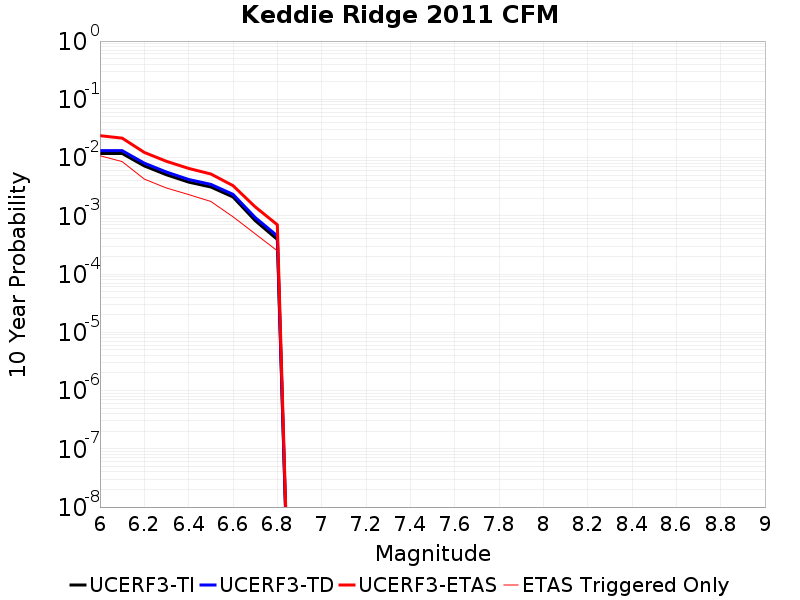 Keddie Ridge 2011 CFM
10 Year Probability
10^0
10^-1
10^-2
10^-3
10^-4
10^-5
10^-6
10^-7
10^-8
6 6.2 6.4 6.6 6.8 7 7.2 7.4 7.6 7.8 8 8.2 8.4 8.6 8.8 9
Magnitude
UCERF3-TI UCERF3-TD UCERF3-ETAS ETAS Triggered Only